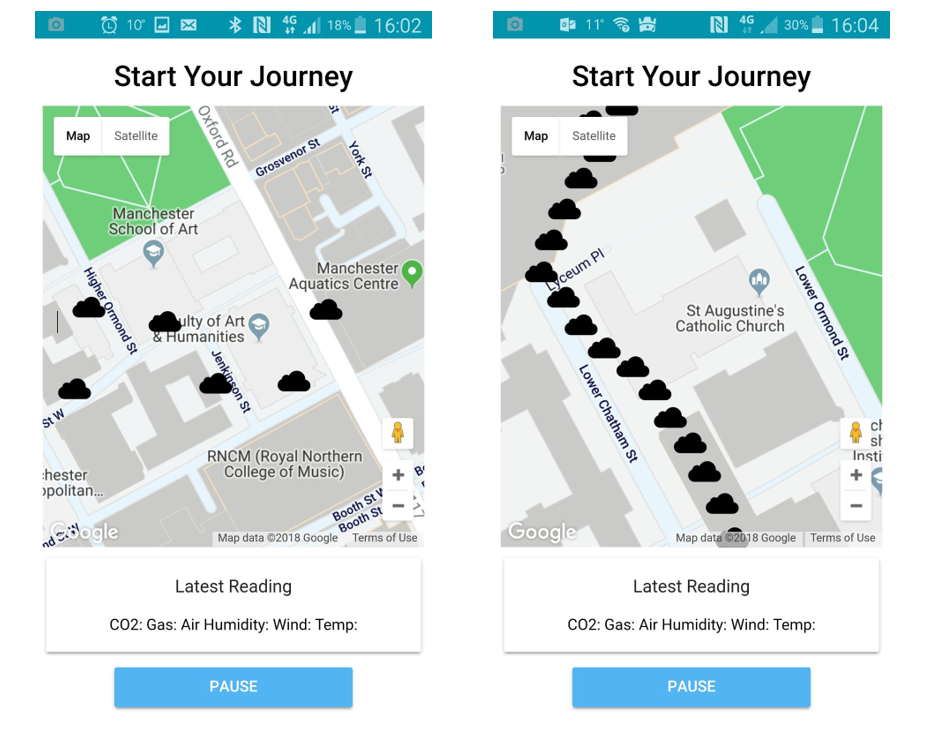 10° 4G 18% 16:02
Start Your Journey
Map Satellite
Oxford Rd
St
Grosvenor St
York St
Manchester
School of Art
Manchester
Aquatics Centre
Higher Ormond St
ulty of Art
& Humanities
Jenkinson St
St W
RNCM (Royal Northern
College of Music)
chester
opolitan...
Booth St W
Booth St
nd St W
Google
Map data ©2018 Google Terms of Use
Latest Reading
CO2: Gas: Air Humidity: Wind: Temp:
PAUSE
11° 4G 30% 16:04
Start Your Journey
Map Satellite
Lyceum Pl
St Augustine's
Catholic Church
Lower Ormond St
Lower Chatham St
ch
sh
Insti
Google
Map data ©2018 Google Terms of Use
Latest Reading
CO2: Gas: Air Humidity: Wind: Temp:
PAUSE